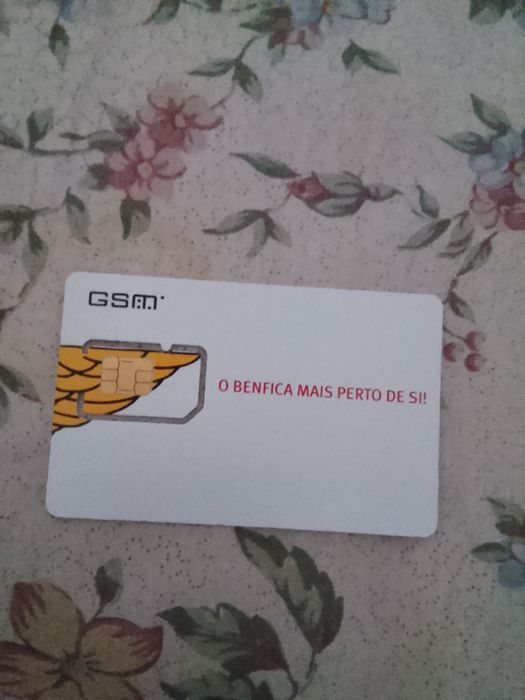 GSM
O BENFICA MAIS PERTO DE SI!